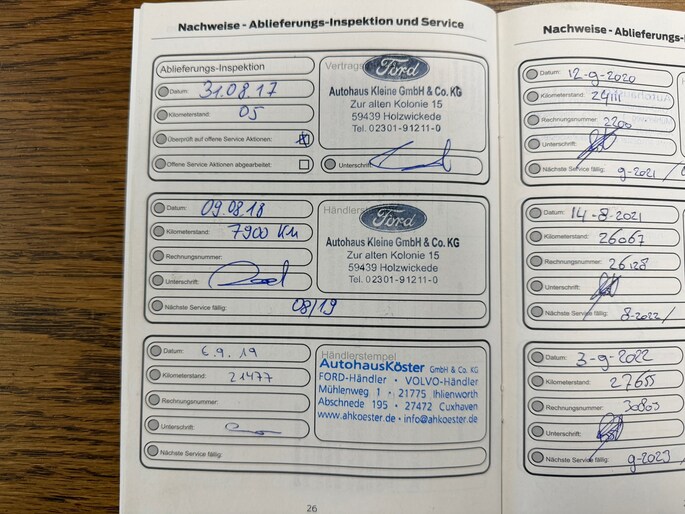 Nachweise - Ablieferungs-Inspektion und Service
Ablieferungs-Inspektion
Datum: 31.08.17
Kilometerstand: 05
Überprüft auf offene Service Aktionen:
Offene Service Aktionen abgearbeitet:
Ford
Autohaus Kleine GmbH & Co. KG
Zur alten Kolonie 15
59439 Holzwickede
Tel. 02301-91211-0
Unterschrift:
Datum: 09.08.18
Kilometerstand: 7900 Km
Rechnungsnummer:
Unterschrift:
Nächste Service fällig: 08/19
Ford
Autohaus Kleine GmbH & Co. KG
Zur alten Kolonie 15
59439 Holzwickede
Tel. 02301-91211-0
Datum: 6.9.19
Kilometerstand: 21477
Rechnungsnummer:
Unterschrift:
Nächste Service fällig:
Händlerstempel
AutohausKöster GmbH & Co. KG
FORD-Händler • VOLVO-Händler
Mühlenweg 1 • 21775 Ihlienworth
Abschnede 195 • 27472 Cuxhaven
www.ahkoester.de • info@ahkoester.de
26
Nachweise - Ablieferungs-I
Datum: 12-9-2020
Kilometerstand: 24111
Rechnungsnummer: 2200
Unterschrift:
Nächste Service fällig: 9-2021 /
Datum: 14-8-2021
Kilometerstand: 26067
Rechnungsnummer: 26128
Unterschrift:
Nächste Service fällig: 8-2022/
Datum: 3-9-2022
Kilometerstand: 27655
Rechnungsnummer: 30803
Unterschrift:
Nächste Service fällig: 9-2023 /